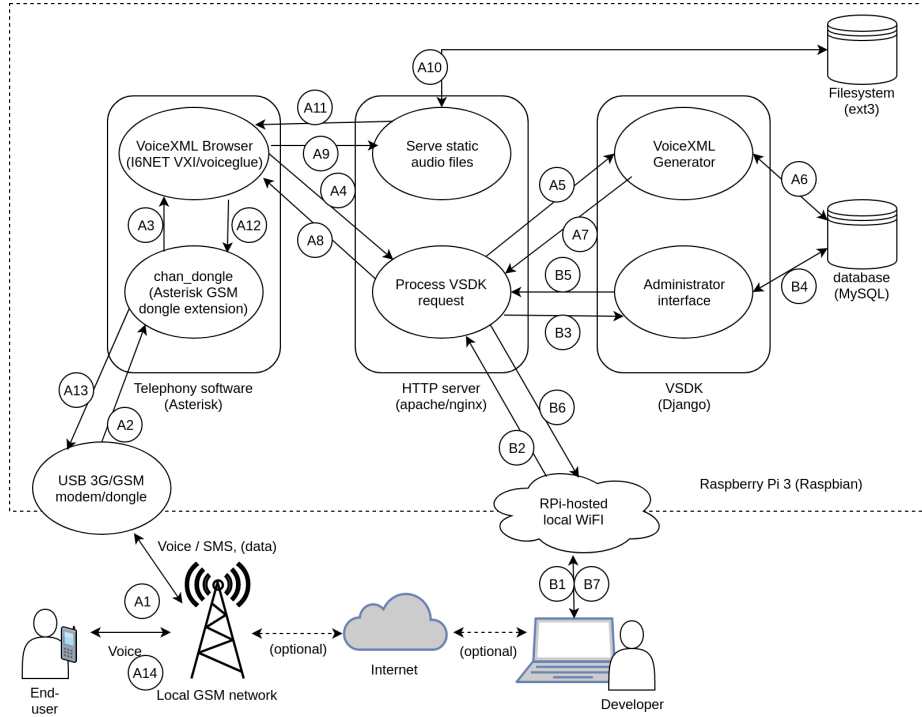 A10
Filesystem
(ext3)
A11
VoiceXML Browser
(I6NET VXI/voiceglue)
A9
Serve static
audio files
VoiceXML
Generator
A4
A5
A6
A3
A12
A8
A7
chan_dongle
(Asterisk GSM
dongle extension)
Process VSDK
request
B5
Administrator
interface
B4
database
(MySQL)
B3
A13
Telephony software
(Asterisk)
HTTP server
(apache/nginx)
VSDK
(Django)
A2
B6
B2
USB 3G/GSM
modem/dongle
Raspberry Pi 3 (Raspbian)
RPi-hosted
local WiFI
Voice / SMS, (data)
A1
B1
B7
Voice
A14
(optional)
Internet
(optional)
End-
user
Local GSM network
Developer